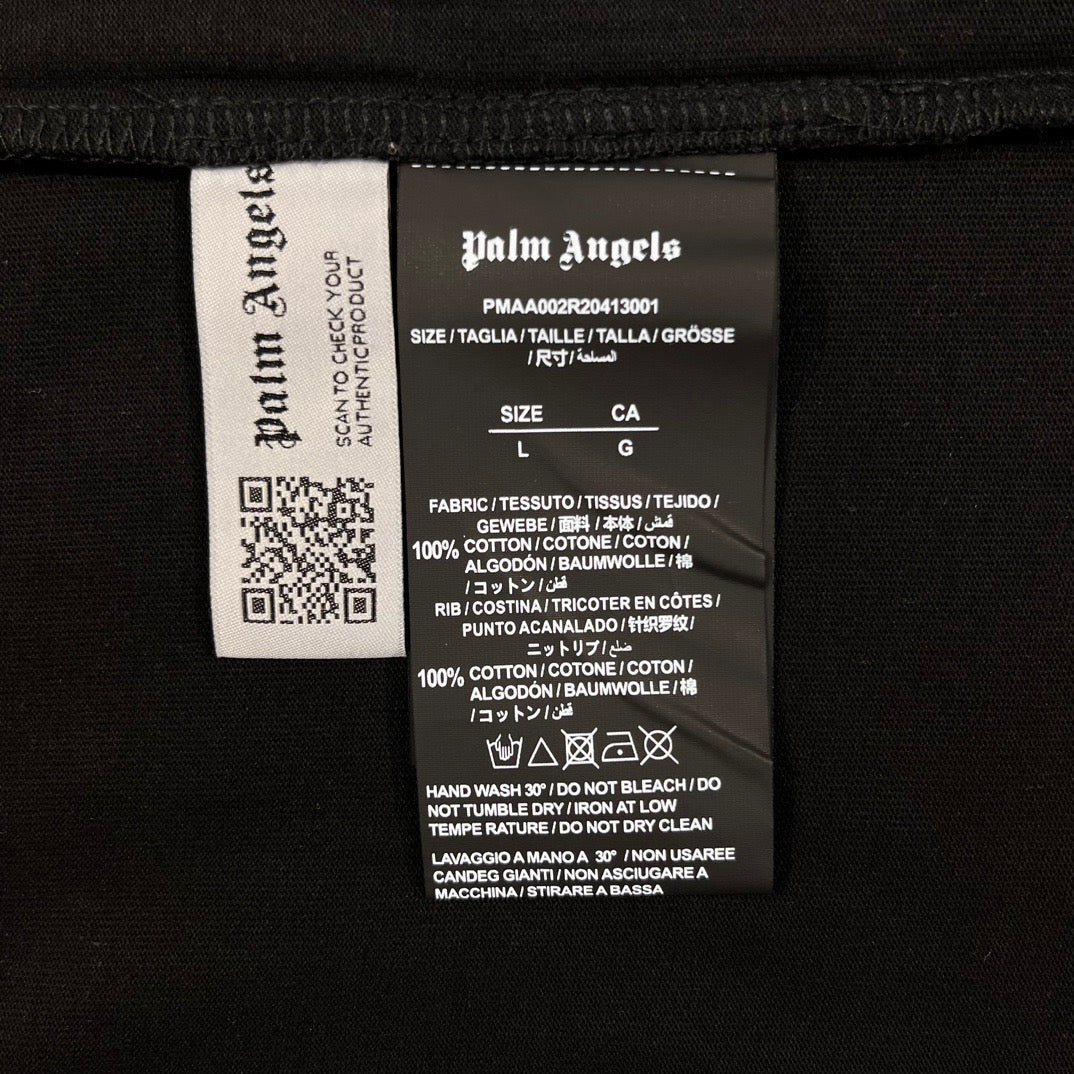 Palm Angels
SCAN TO CHECK YOUR
AUTHENTICPRODUCT
Palm Angels
PMAA002R20413001
SIZE / TAGLIA / TAILLE / TALLA / GRÖSSE
/ 尺寸 / المساحة
SIZE CA
L G
FABRIC / TESSUTO / TISSUS / TEJIDO /
GEWEBE / 面料 / 本体 / قمش
100% COTTON / COTONE / COTON /
ALGODÓN / BAUMWOLLE / 棉
/ コットン / قطن
RIB / COSTINA / TRICOTER EN CÔTES /
PUNTO ACANALADO / 针织罗纹 /
ニットリブ / ضلع
100% COTTON / COTONE / COTON /
ALGODÓN / BAUMWOLLE / 棉
/ コットン / قطن
HAND WASH 30° / DO NOT BLEACH / DO
NOT TUMBLE DRY / IRON AT LOW
TEMPE RATURE / DO NOT DRY CLEAN
LAVAGGIO A MANO A 30° / NON USAREE
CANDEG GIANTI / NON ASCIUGARE A
MACCHINA / STIRARE A BASSA